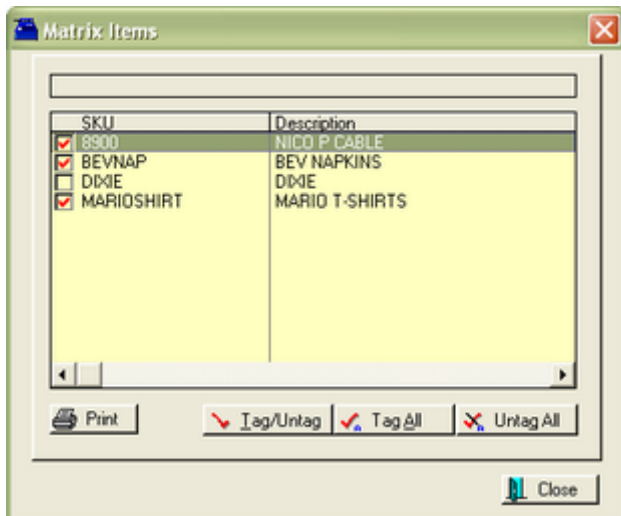 Matrix Items
SKU Description
8900 NICO P CABLE
BEVNAP BEV NAPKINS
DIXIE DIXIE
MARIOSHIRT MARIO T-SHIRTS
Print Tag/Untag Tag All Untag All
Close